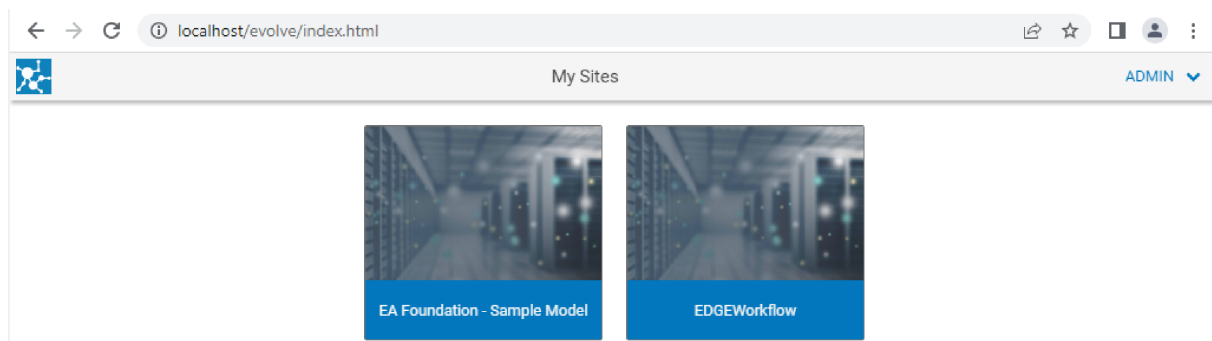 localhost/evolve/index.html
My Sites
ADMIN
EA Foundation - Sample Model
EDGEWorkflow